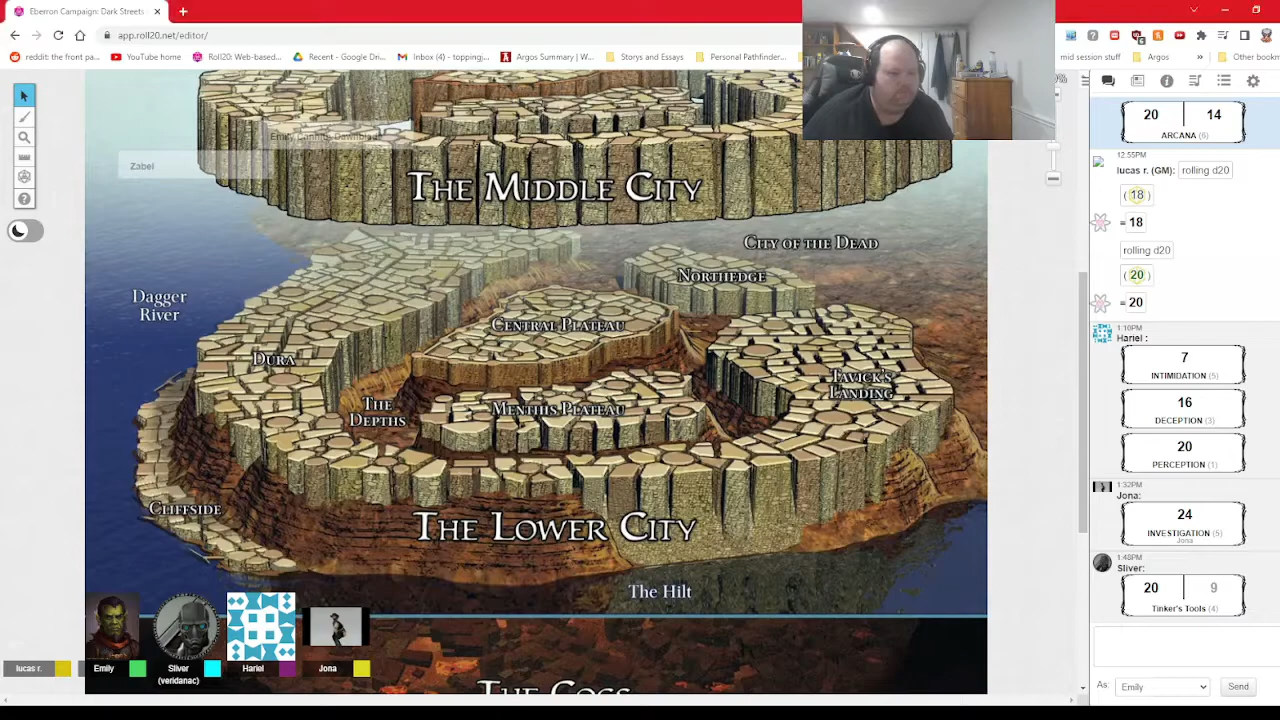 Eberron Campaign: Dark Streets
app.roll20.net/editor/
reddit: the front pa...
YouTube home
Roll20: Web-based...
Recent - Google Dri...
Inbox (4) - topping...
Argos Summary | W...
Storys and Essays
Personal Pathfinder...
mid session stuff
Argos
»
Other bookm
Zabel
THE MIDDLE CITY
CITY OF THE DEAD
NORTHEDGE
DAGGER
RIVER
CENTRAL PLATEAU
DURA
TAVICK'S
LANDING
THE
DEPTHS
MENTHIS PLATEAU
CLIFFSIDE
THE LOWER CITY
THE HILT
THE COGS
lucas r.
Emily
Sliver
(veridanac)
Hariel
Jona
20 14
ARCANA (6)
12:55PM
lucas r. (GM): rolling d20
( 18 )
= 18
rolling d20
( 20 )
= 20
1:10PM
Hariel :
7
INTIMIDATION (5)
16
DECEPTION (3)
20
PERCEPTION (1)
1:32PM
Jona:
24
INVESTIGATION (5)
Jona
1:48PM
Sliver:
20 9
Tinker's Tools (4)
As: Emily Send